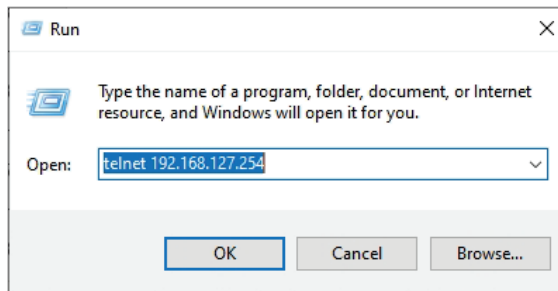 Run
Type the name of a program, folder, document, or Internet
resource, and Windows will open it for you.
Open: telnet 192.168.127.254
OK Cancel Browse...